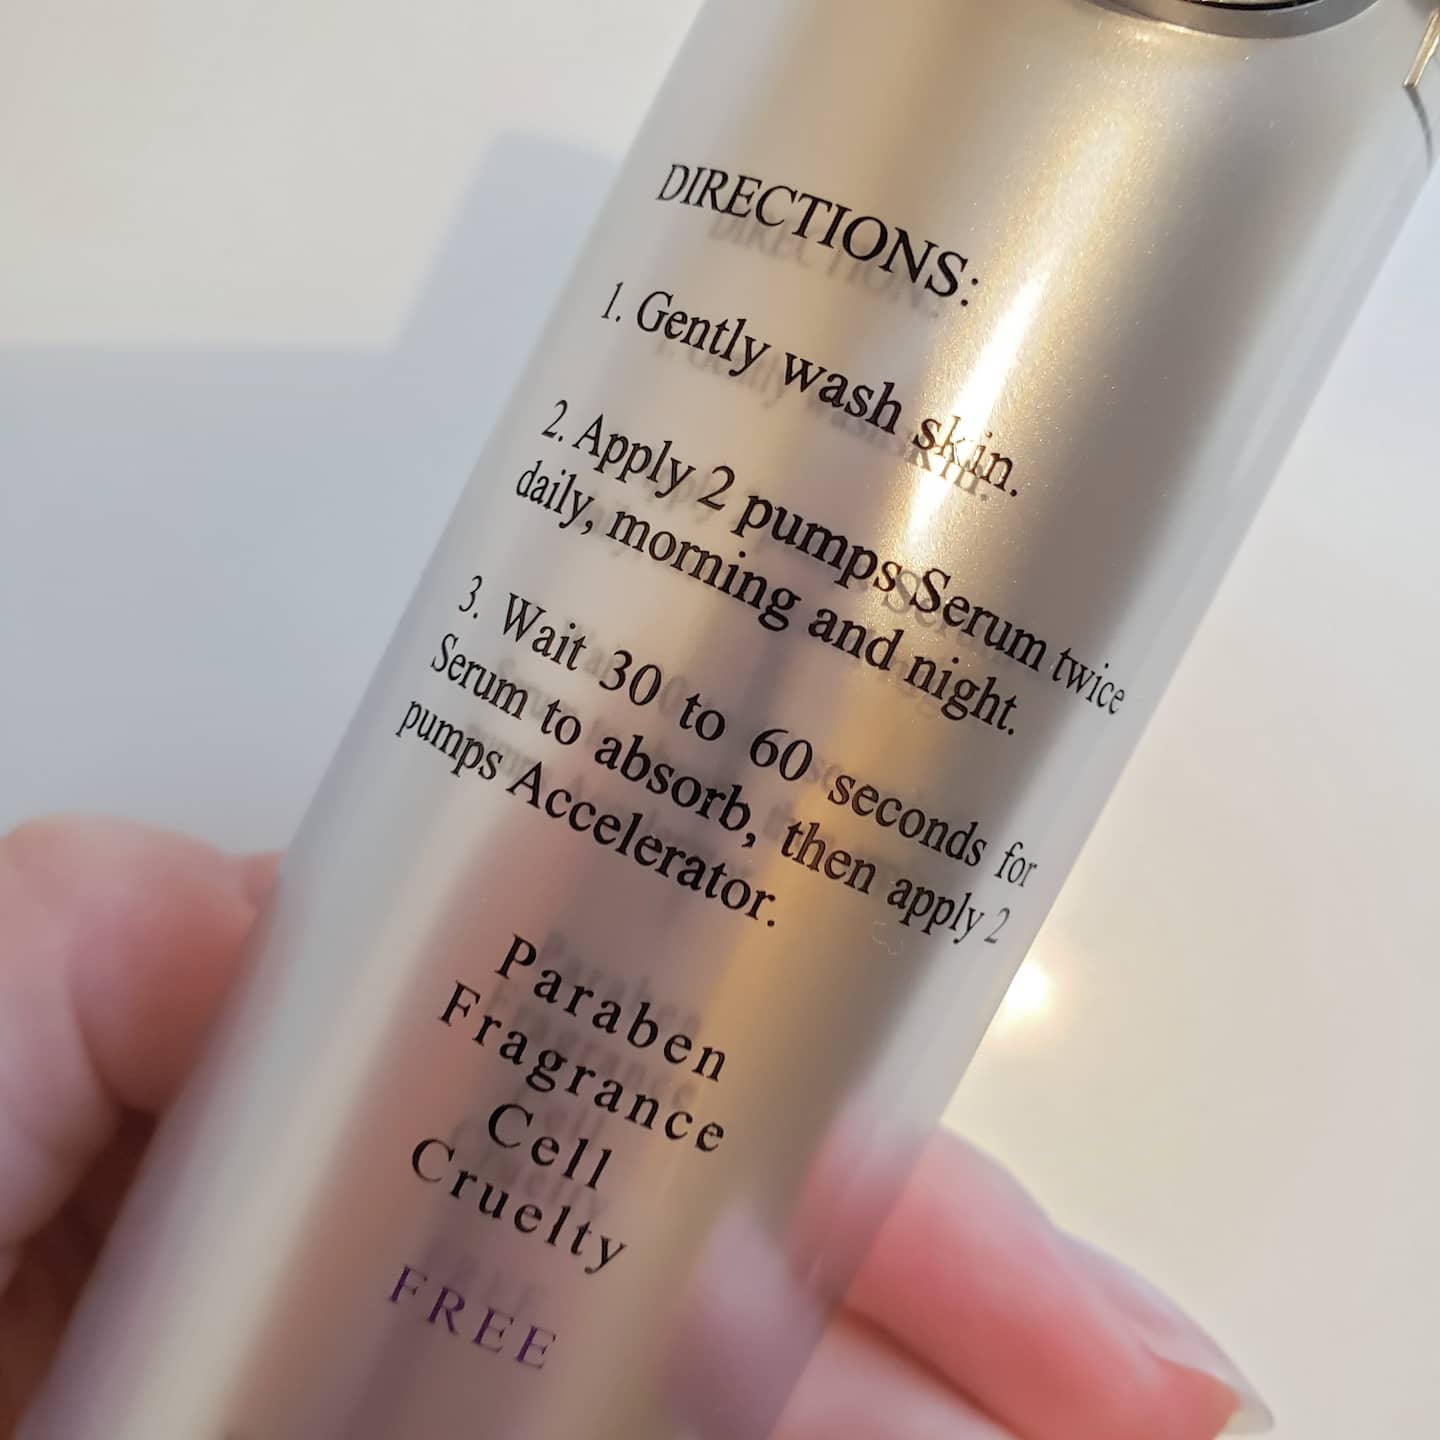 DIRECTIONS:
1. Gently wash skin.
2. Apply 2 pumps Serum twice
daily, morning and night.
3. Wait 30 to 60 seconds for
Serum to absorb, then apply 2
pumps Accelerator.
Paraben
Fragrance
Cell
Cruelty
FREE